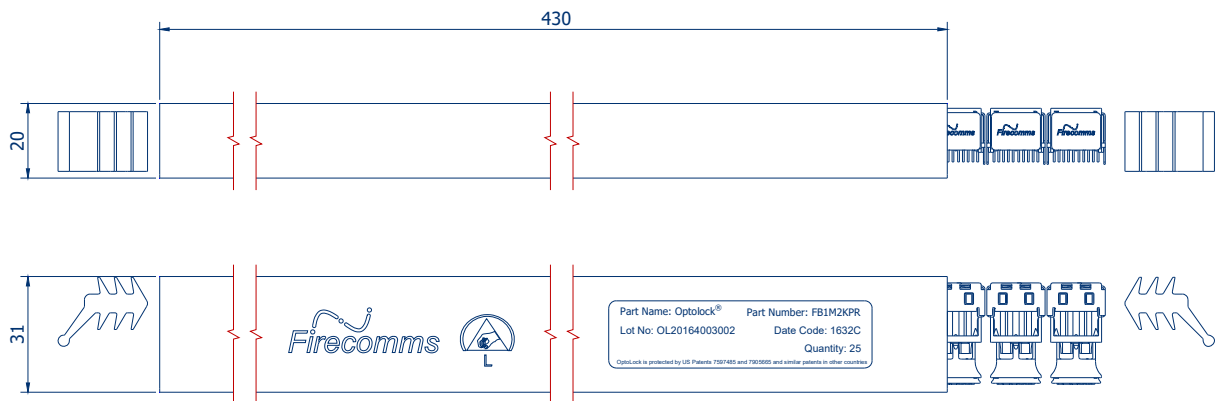 430
20
Firecomms
Firecomms
31
Firecomms
L
Part Name: Optolock® Part Number: FB1M2KPR
Lot No: OL20164003002 Date Code: 1632C
Quantity: 25
OptoLock is protected by US Patents 7597485 and 7905665 and similar patents in other countries